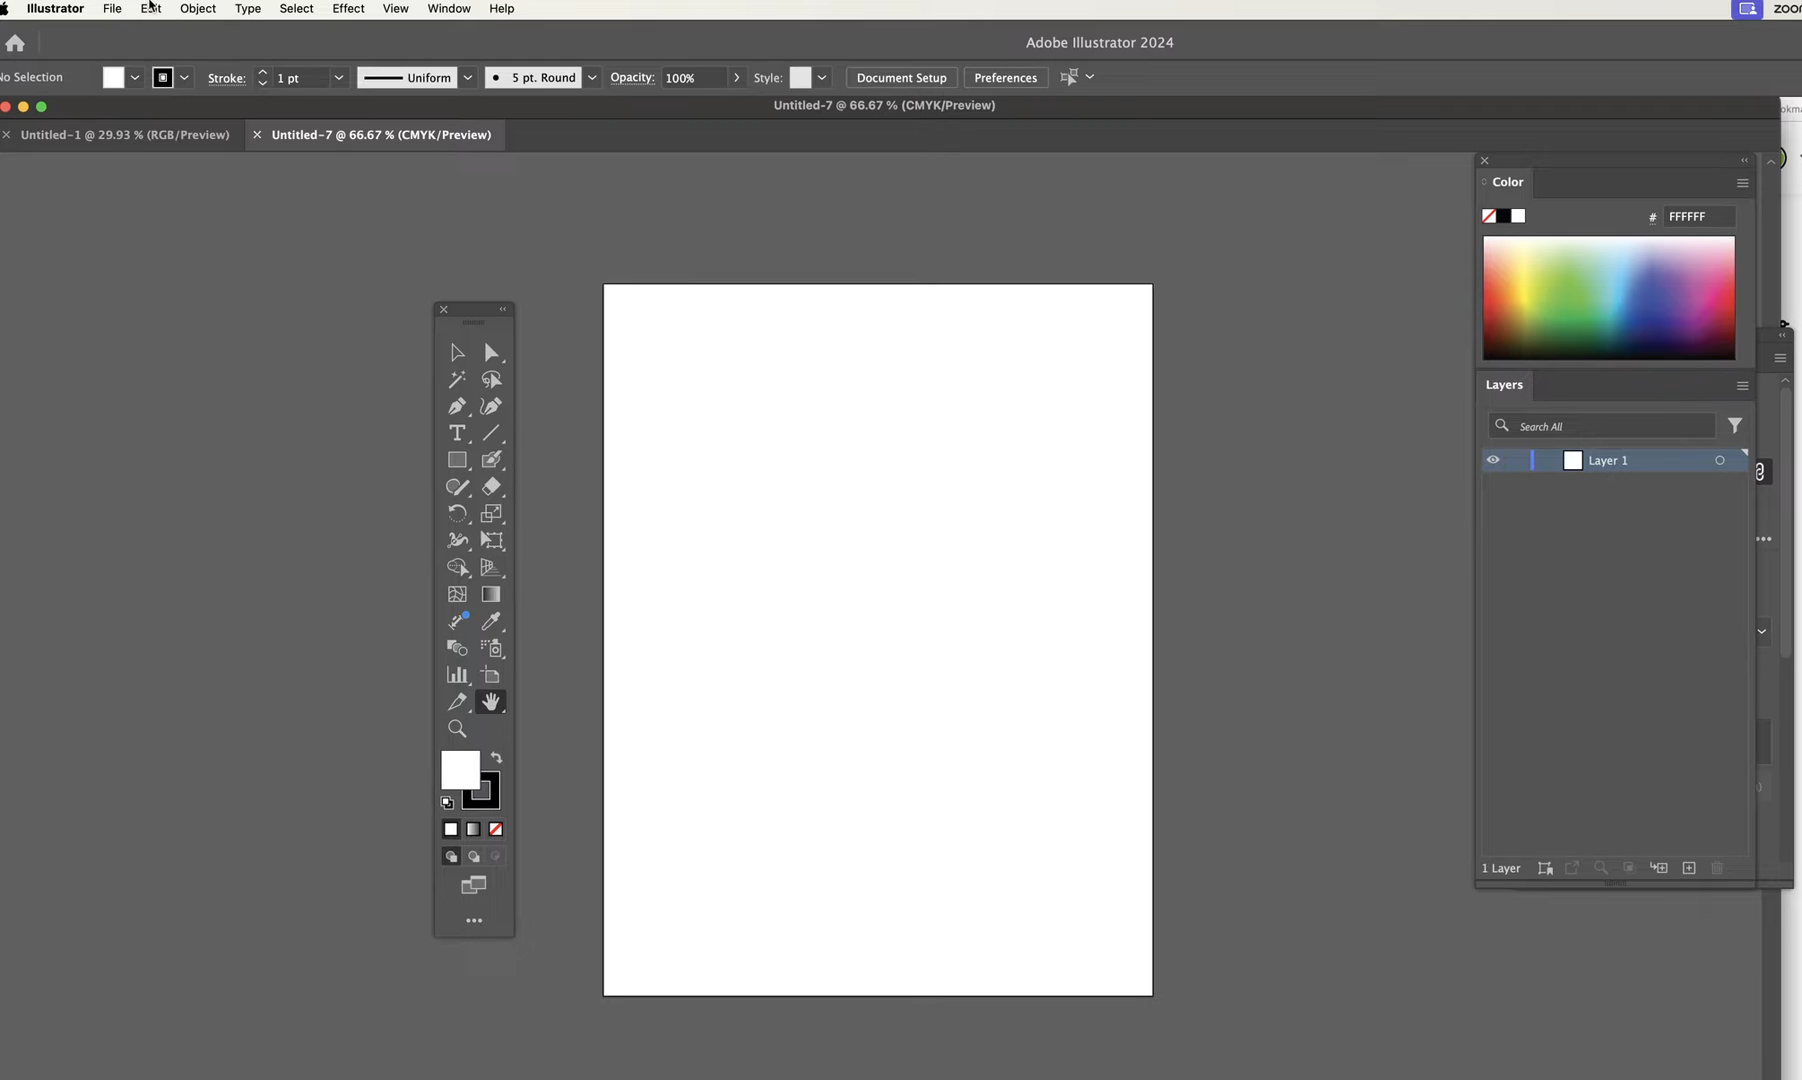 Illustrator File Edit Object Type Select Effect View Window Help
Adobe Illustrator 2024
No Selection Stroke: 1 pt Uniform 5 pt. Round Opacity: 100% Style: Document Setup Preferences
Untitled-7 @ 66.67 % (CMYK/Preview)
Untitled-1 @ 29.93 % (RGB/Preview) Untitled-7 @ 66.67 % (CMYK/Preview)
Color
# FFFFFF
Layers
Search All
Layer 1
1 Layer